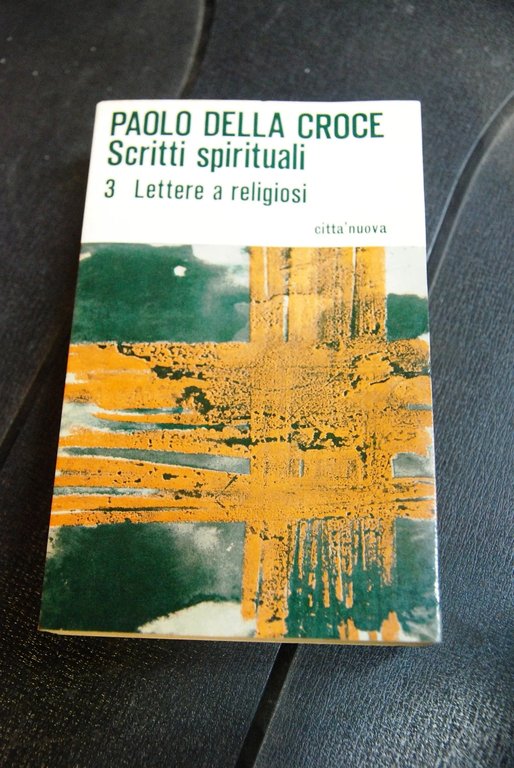 PAOLO DELLA CROCE
Scritti spirituali
3 Lettere a religiosi
citta'nuova